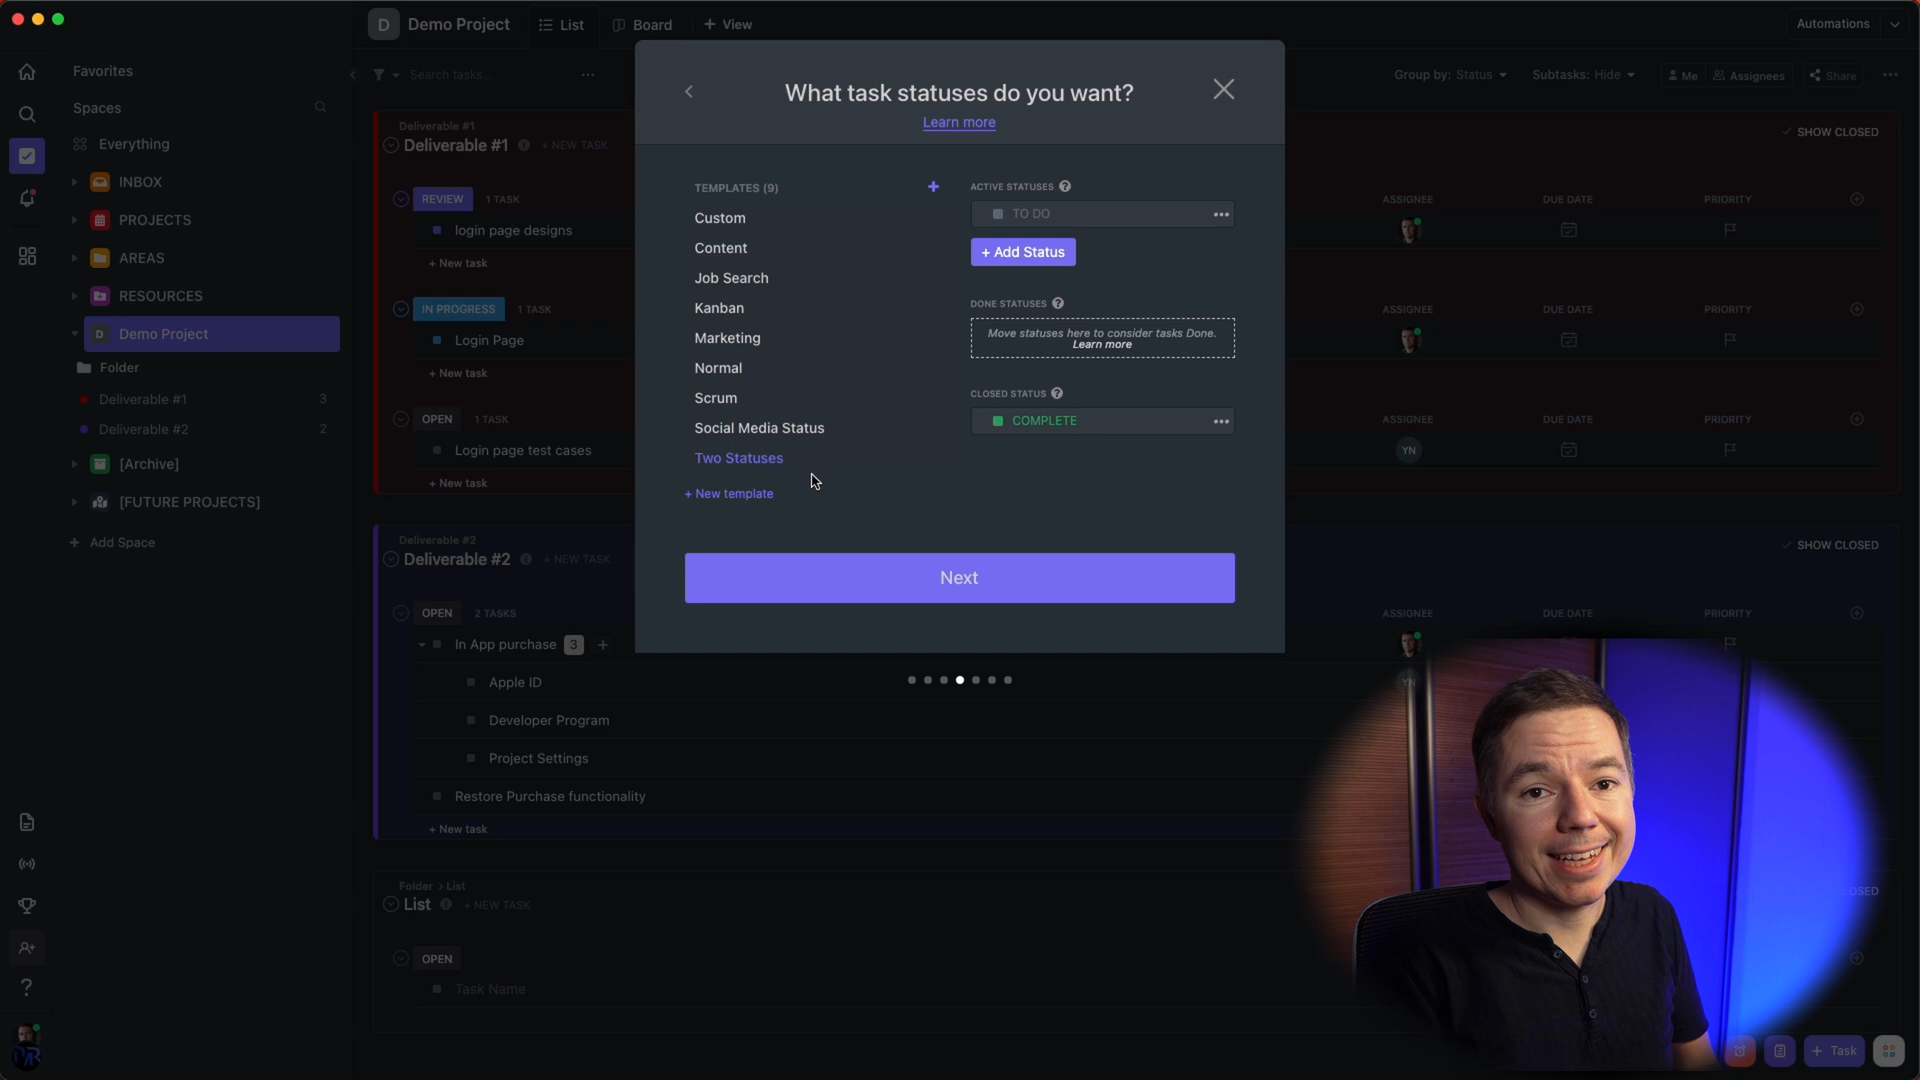 D Demo Project
List
Board
+ View
Automations
Favorites
Spaces
Everything
INBOX
PROJECTS
AREAS
RESOURCES
D Demo Project
Folder
Deliverable #1 3
Deliverable #2 2
[Archive]
[FUTURE PROJECTS]
+ Add Space
Search tasks...
Group by: Status
Subtasks: Hide
Me
Assignees
Share
Deliverable #1
Deliverable #1 + NEW TASK
SHOW CLOSED
REVIEW 1 TASK
ASSIGNEE DUE DATE PRIORITY
login page designs
+ New task
IN PROGRESS 1 TASK
ASSIGNEE DUE DATE PRIORITY
Login Page
+ New task
OPEN 1 TASK
ASSIGNEE DUE DATE PRIORITY
Login page test cases
YN
+ New task
Deliverable #2
Deliverable #2 + NEW TASK
SHOW CLOSED
OPEN 2 TASKS
ASSIGNEE DUE DATE PRIORITY
In App purchase 3 +
Apple ID
YN
Developer Program
Project Settings
Restore Purchase functionality
+ New task
Folder > List
List + NEW TASK
OSED
OPEN
Task Name
What task statuses do you want?
Learn more
TEMPLATES (9) +
Custom
Content
Job Search
Kanban
Marketing
Normal
Scrum
Social Media Status
Two Statuses
+ New template
ACTIVE STATUSES ?
TO DO
+ Add Status
DONE STATUSES ?
Move statuses here to consider tasks Done.
Learn more
CLOSED STATUS ?
COMPLETE
Next
+ Task